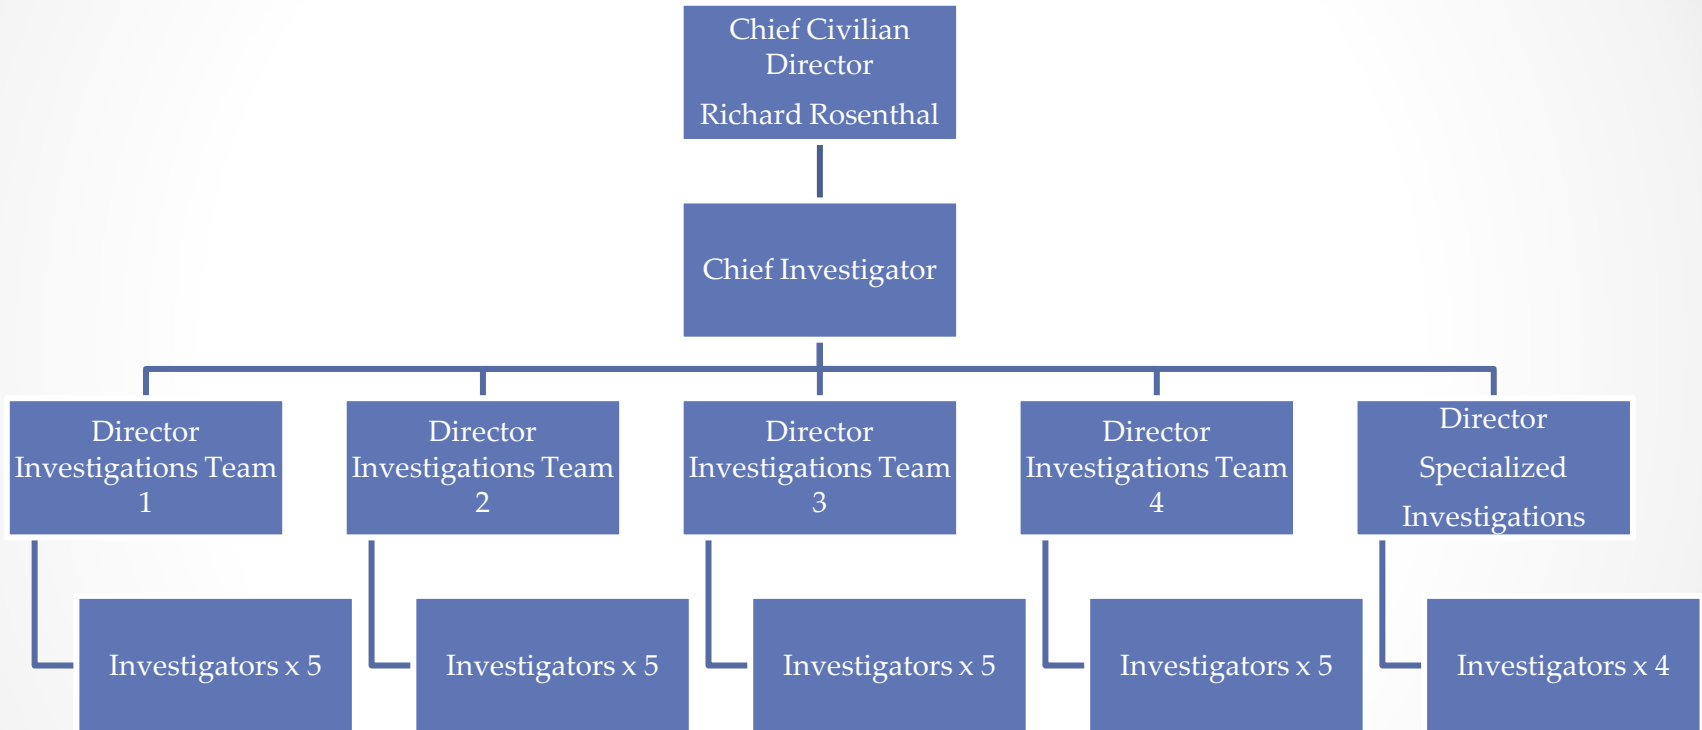 Chief Civilian
Director
Richard Rosenthal
Chief Investigator
Director
Investigations Team
1
Director
Investigations Team
2
Director
Investigations Team
3
Director
Investigations Team
4
Director
Specialized
Investigations
Investigators x 5
Investigators x 5
Investigators x 5
Investigators x 5
Investigators x 4